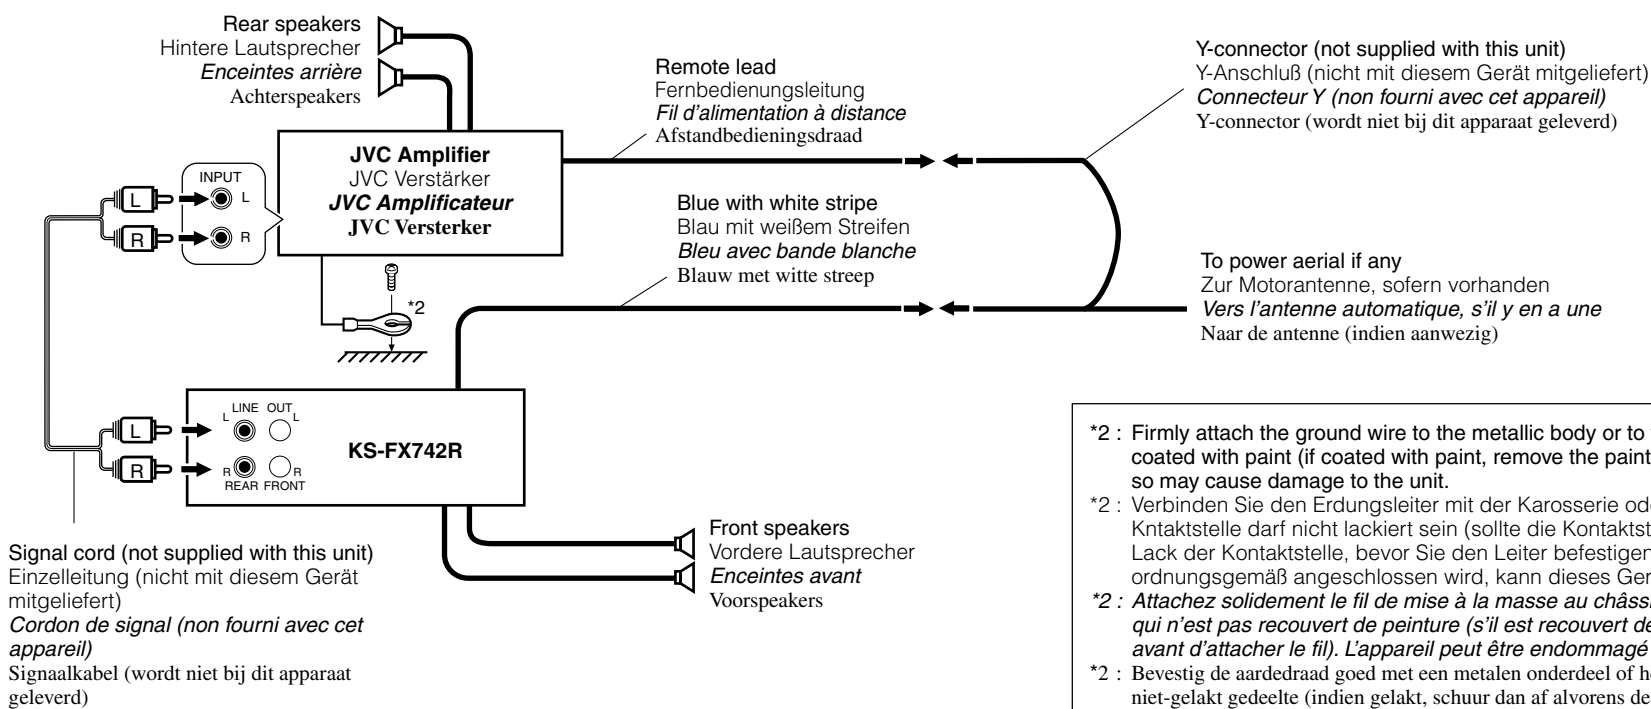 Rear speakers
Hintere Lautsprecher
Enceintes arrière
Achterspeakers
Remote lead
Fernbedienungsleitung
Fil d'alimentation à distance
Afstandbedieningsdraad
Y-connector (not supplied with this unit)
Y-Anschluß (nicht mit diesem Gerät mitgeliefert)
Connecteur Y (non fourni avec cet appareil)
Y-connector (wordt niet bij dit apparaat geleverd)
JVC Amplifier
JVC Verstärker
JVC Amplificateur
JVC Versterker
INPUT
L L
R R
Blue with white stripe
Blau mit weißem Streifen
Bleu avec bande blanche
Blauw met witte streep
*2
To power aerial if any
Zur Motorantenne, sofern vorhanden
Vers l'antenne automatique, s'il y en a une
Naar de antenne (indien aanwezig)
LINE OUT
L L L
R R R
REAR FRONT
KS-FX742R
Front speakers
Vordere Lautsprecher
Enceintes avant
Voorspeakers
Signal cord (not supplied with this unit)
Einzelleitung (nicht mit diesem Gerät
mitgeliefert)
Cordon de signal (non fourni avec cet
appareil)
Signaalkabel (wordt niet bij dit apparaat
geleverd)
*2 : Firmly attach the ground wire to the metallic body or to
coated with paint (if coated with paint, remove the paint
so may cause damage to the unit.
*2 : Verbinden Sie den Erdungsleiter mit der Karosserie
Kntaktstelle darf nicht lackiert sein (sollte die
Lack der Kontaktstelle, bevor Sie den Leiter befestigen
ordnungsgemäß angeschlossen wird, kann dieses
*2 : Attachez solidement le fil de mise à la masse au
qui n'est pas recouvert de peinture (s'il est recouvert
avant d'attacher le fil). L'appareil peut être endommagé
*2 : Bevestig de aardedraad goed met een metalen onderdeel of
niet-gelakt gedeelte (indien gelakt, schuur dan af alvorens